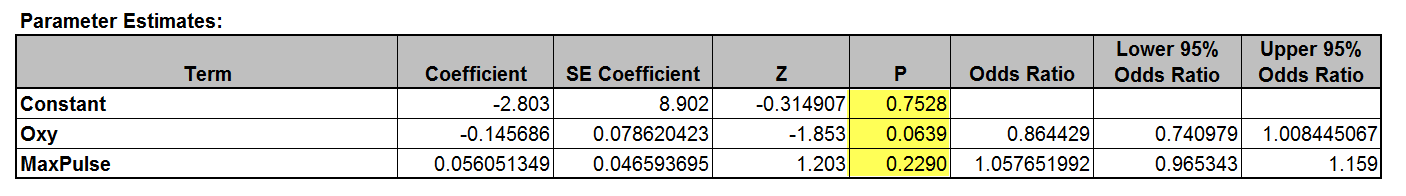 Parameter Estimates:
Term Coefficient SE Coefficient Z P Odds Ratio Lower 95% Odds Ratio Upper 95% Odds Ratio
Constant -2.803 8.902 -0.314907 0.7528
Oxy -0.145686 0.078620423 -1.853 0.0639 0.864429 0.740979 1.008445067
MaxPulse 0.056051349 0.046593695 1.203 0.2290 1.057651992 0.965343 1.159